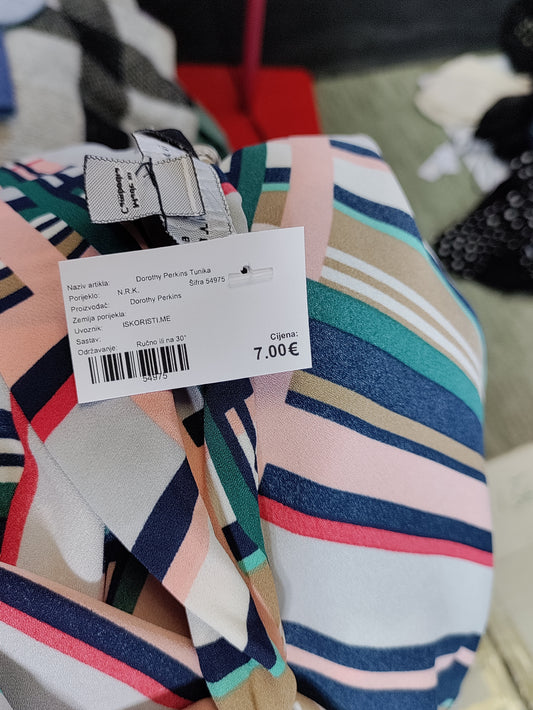 Naziv artikla: Dorothy Perkins Tunika
Porijeklo: N.R.K. Šifra 54975
Proizvođač: Dorothy Perkins
Zemlja porijekla:
Uvoznik: ISKORISTI.ME
Sastav:
Održavanje: Ručno ili na 30° Cijena:
7.00€
54975